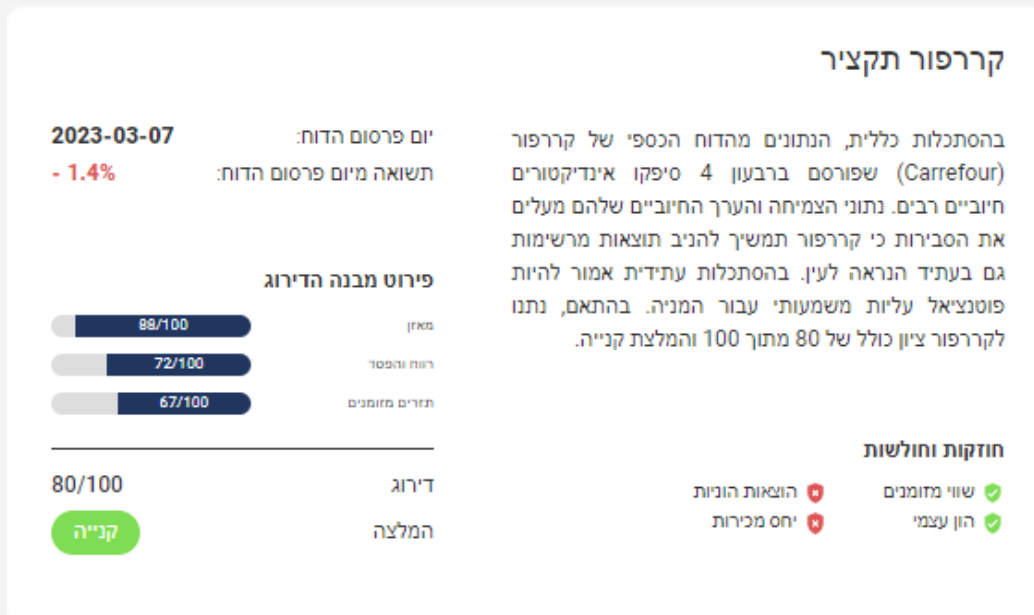 קררפור תקציר
בהסתכלות כללית, הנתונים מהדוח הכספי של קררפור
(Carrefour) שפורסם ברבעון 4 סיפקו אינדיקטורים
חיוביים רבים. נתוני הצמיחה והערך החיוביים שלהם מעלים
את הסבירות כי קררפור תמשיך להניב תוצאות מרשימות
גם בעתיד הנראה לעין. בהסתכלות עתידית אמור להיות
פוטנציאל עליות משמעותי עבור המניה. בהתאם, נתנו
לקררפור ציון כולל של 80 מתוך 100 והמלצת קנייה.
חוזקות וחולשות
שווי מזומנים
הוצאות הוניות
הון עצמי
יחס מכירות
יום פרסום הדוח: 2023-03-07
תשואה מיום פרסום הדוח: - 1.4%
פירוט מבנה הדירוג
מאזן 88/100
רווח והפסד 72/100
תזרים מזומנים 67/100
דירוג 80/100
המלצה קנייה